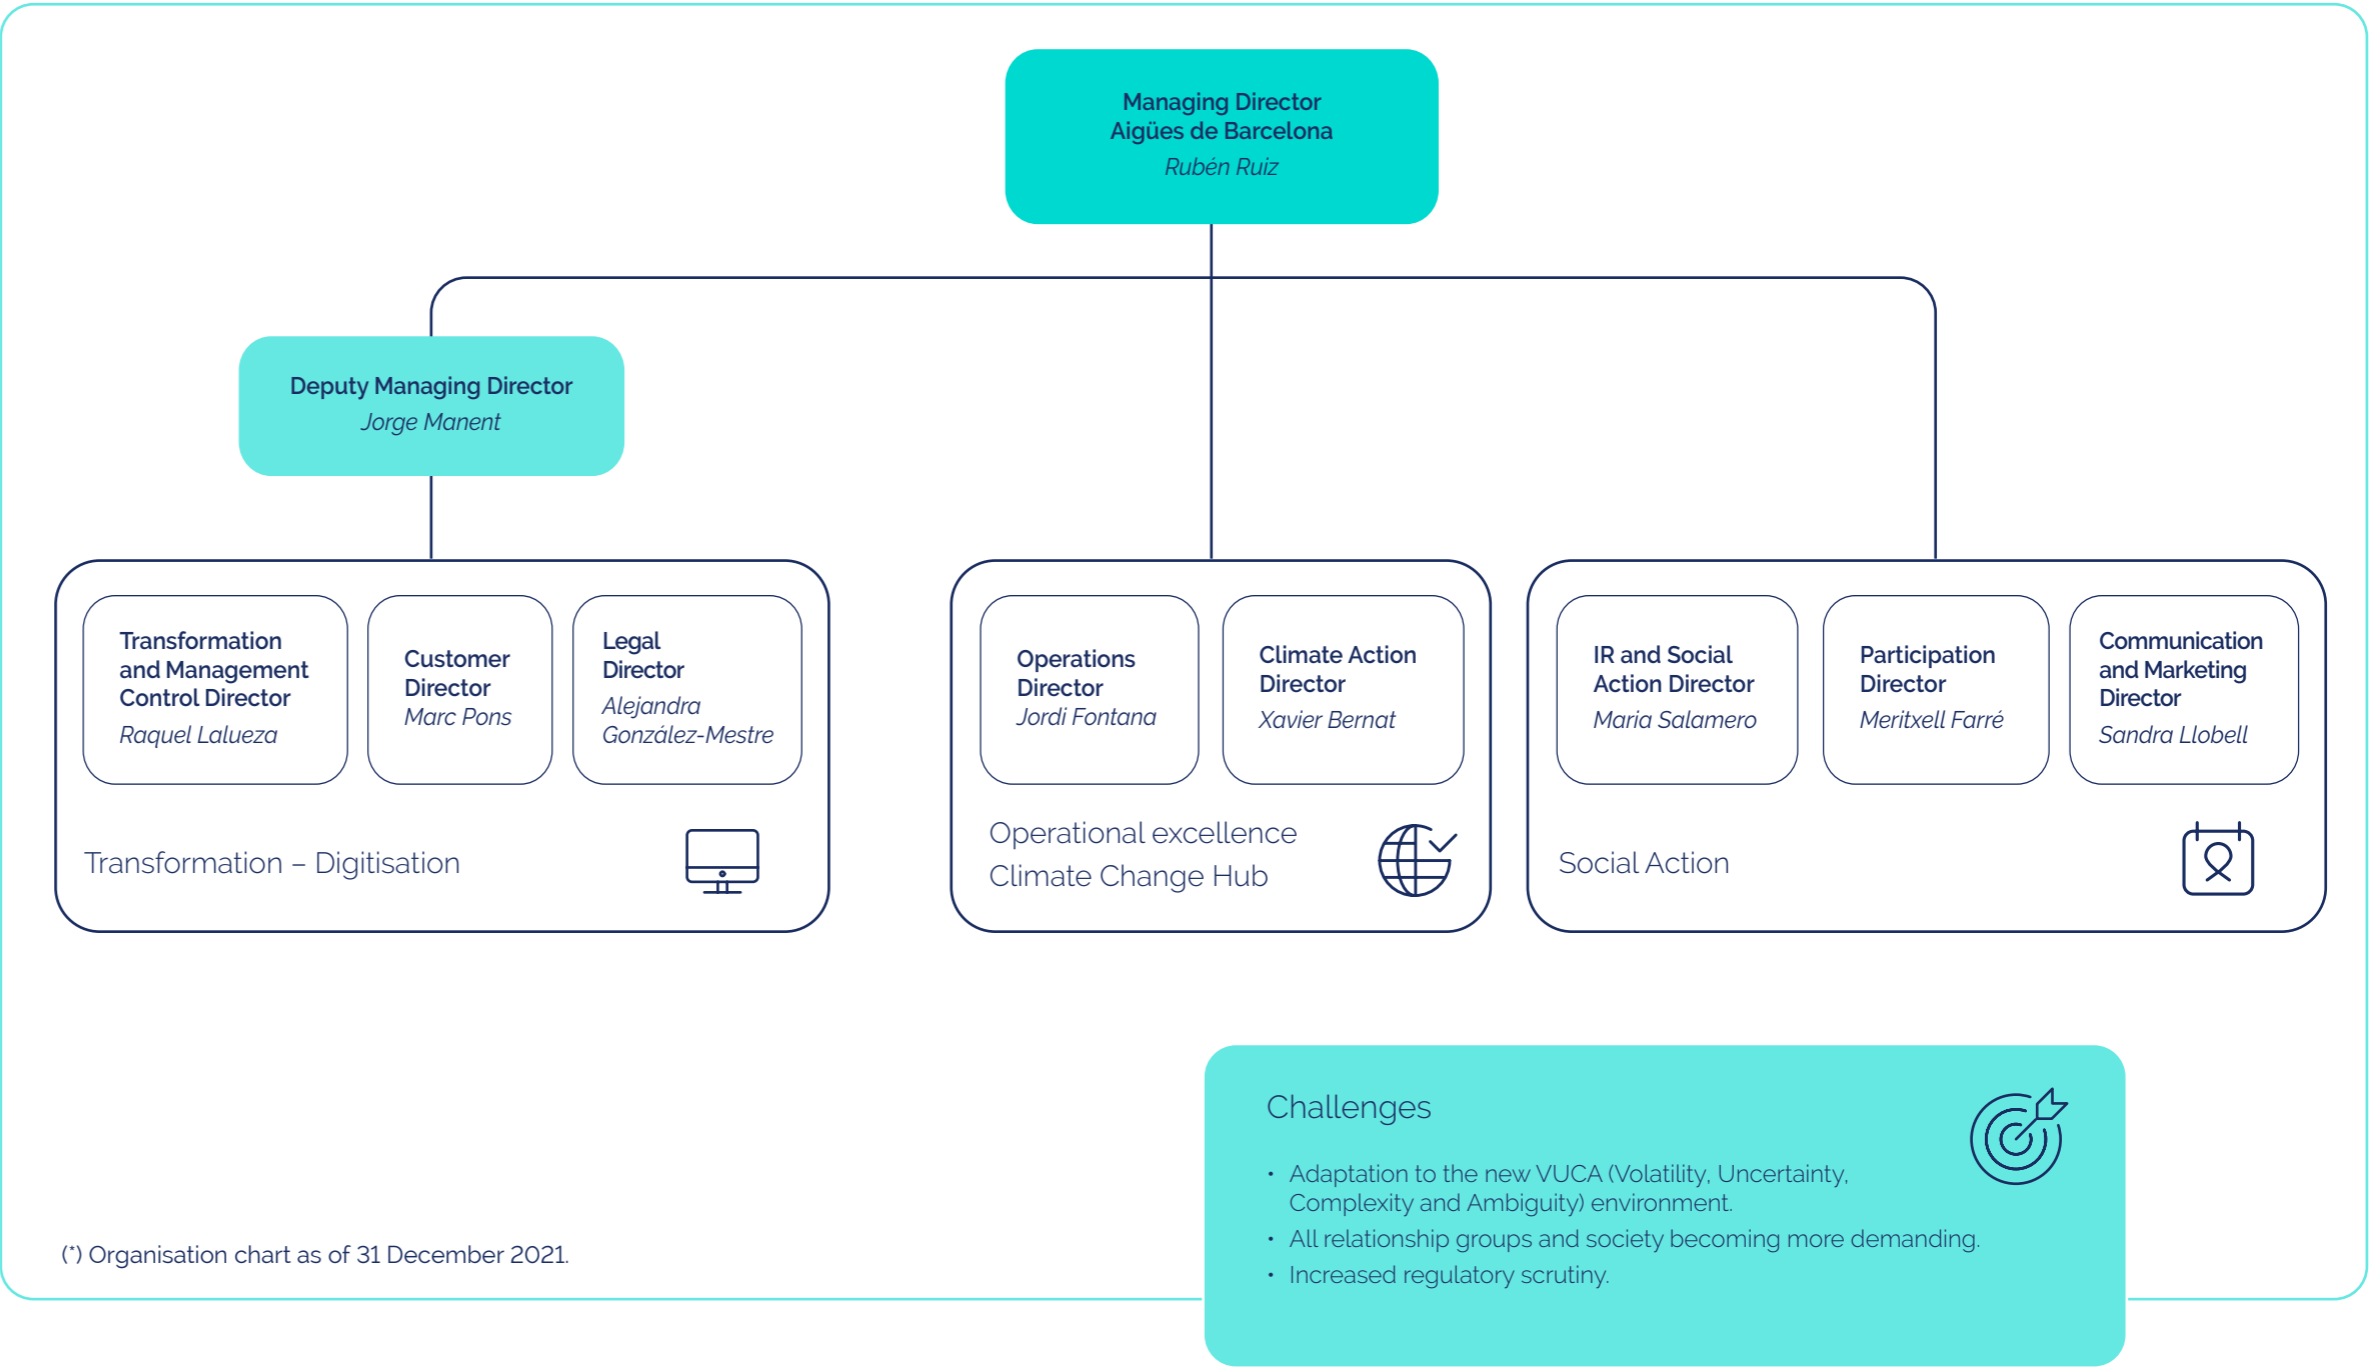 Managing Director
Aigües de Barcelona
Rubén Ruiz
Deputy Managing Director
Jorge Manent
Transformation
and Management
Control Director
Raquel Lalueza
Customer
Director
Marc Pons
Legal
Director
Alejandra
González-Mestre
Transformation – Digitisation
Operations
Director
Jordi Fontana
Climate Action
Director
Xavier Bernat
Operational excellence
Climate Change Hub
IR and Social
Action Director
Maria Salamero
Participation
Director
Meritxell Farré
Communication
and Marketing
Director
Sandra Llobell
Social Action
Challenges
• Adaptation to the new VUCA (Volatility, Uncertainty,
Complexity and Ambiguity) environment.
• All relationship groups and society becoming more demanding.
• Increased regulatory scrutiny.
(*) Organisation chart as of 31 December 2021.